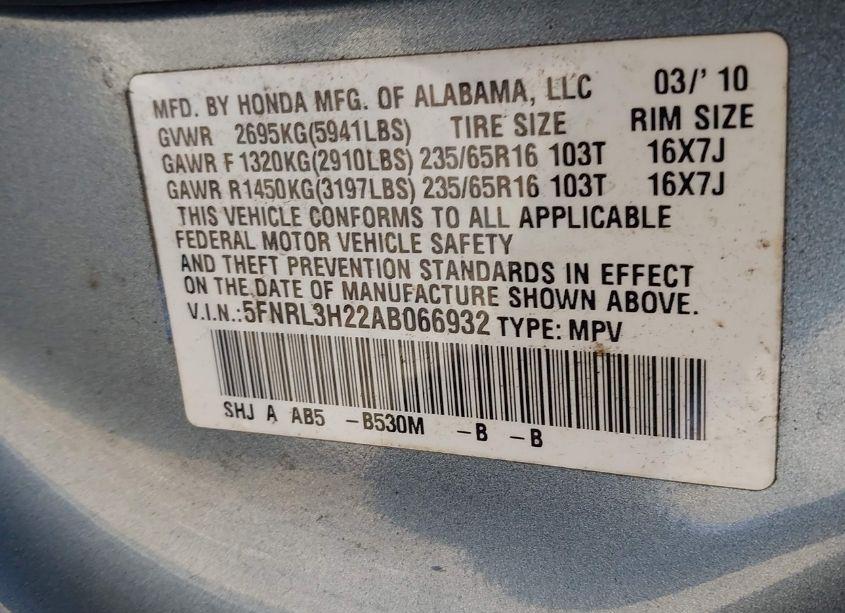 MFD. BY HONDA MFG. OF ALABAMA, LLC 03/' 10
GVWR 2695KG(5941LBS) TIRE SIZE RIM SIZE
GAWR F 1320KG(2910LBS) 235/65R16 103T 16X7J
GAWR R1450KG(3197LBS) 235/65R16 103T 16X7J
THIS VEHICLE CONFORMS TO ALL APPLICABLE
FEDERAL MOTOR VEHICLE SAFETY
AND THEFT PREVENTION STANDARDS IN EFFECT
ON THE DATE OF MANUFACTURE SHOWN ABOVE.
V.I.N.:5FNRL3H22AB066932 TYPE: MPV
SHJ A AB5 -B530M -B -B